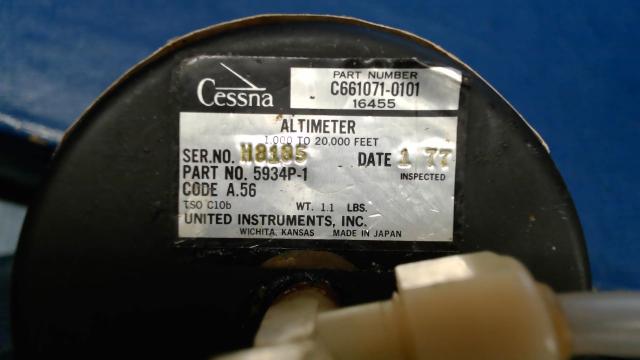 Cessna
PART NUMBER
C661071-0101
16455
ALTIMETER
1,000 TO 20,000 FEET
SER.NO. H8185 DATE 1 77
PART NO. 5934P-1 INSPECTED
CODE A.56
TSO C10b WT. 1.1 LBS.
UNITED INSTRUMENTS, INC.
WICHITA, KANSAS MADE IN JAPAN